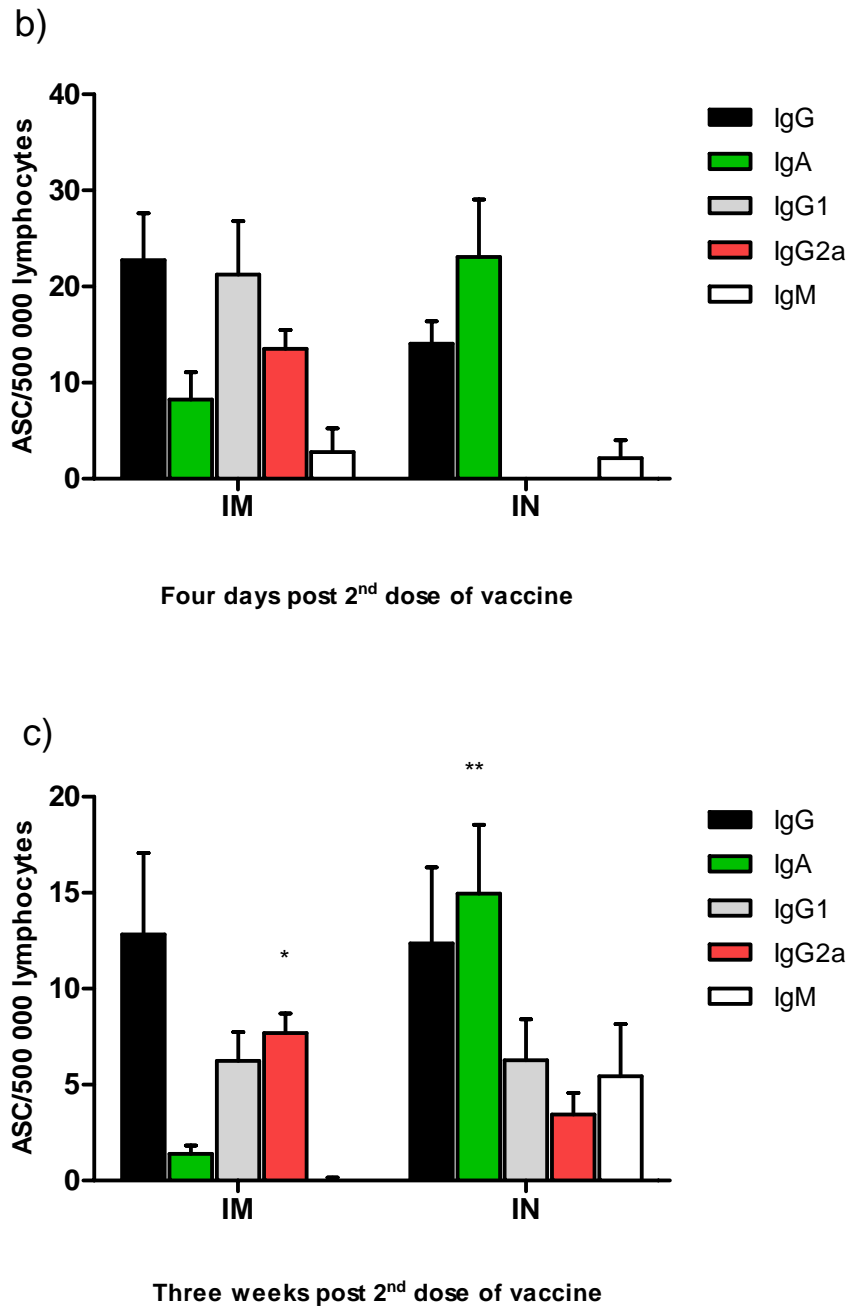 b)
ASC/500 000 lymphocytes
40
30
20
10
0
IM
IN
IgG
IgA
IgG1
IgG2a
IgM
Four days post 2nd dose of vaccine
c)
ASC/500 000 lymphocytes
20
15
10
5
0
*
**
IM
IN
IgG
IgA
IgG1
IgG2a
IgM
Three weeks post 2nd dose of vaccine